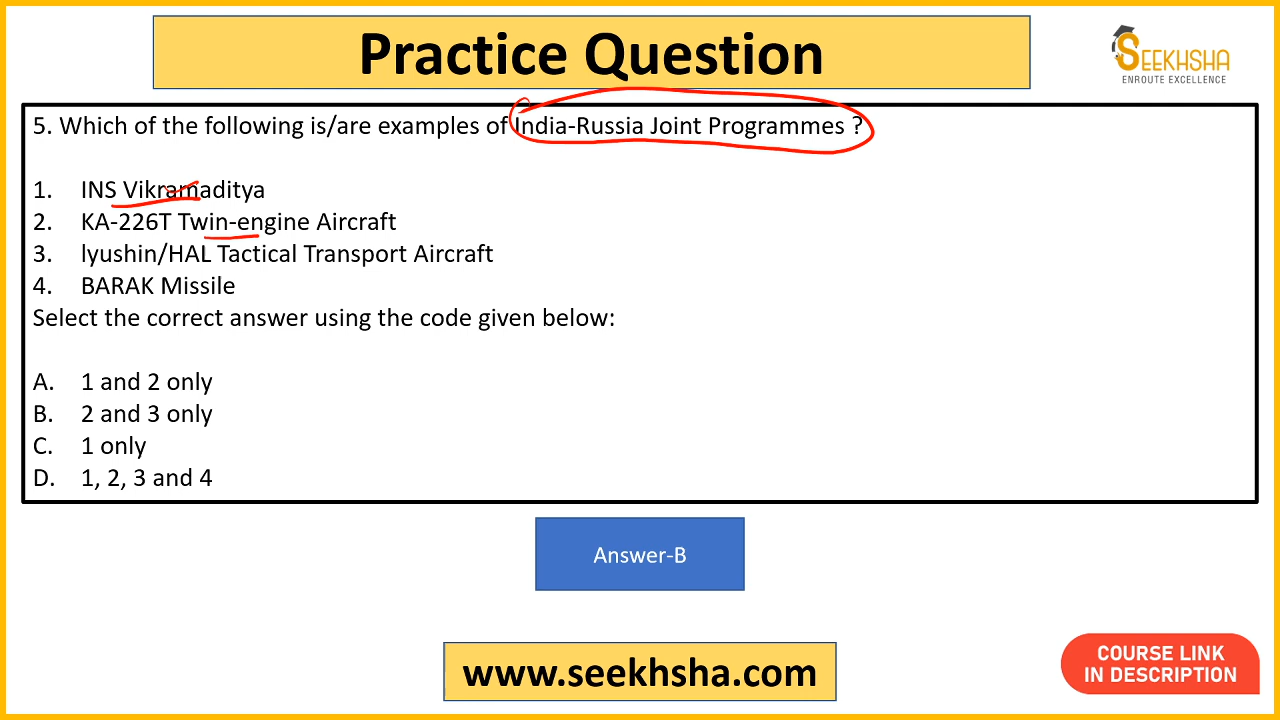 Practice Question
SEEKHSHA
ENROUTE EXCELLENCE
5. Which of the following is/are examples of India-Russia Joint Programmes ?
1. INS Vikramaditya
2. KA-226T Twin-engine Aircraft
3. lyushin/HAL Tactical Transport Aircraft
4. BARAK Missile
Select the correct answer using the code given below:
A. 1 and 2 only
B. 2 and 3 only
C. 1 only
D. 1, 2, 3 and 4
Answer-B
www.seekhsha.com
COURSE LINK
IN DESCRIPTION